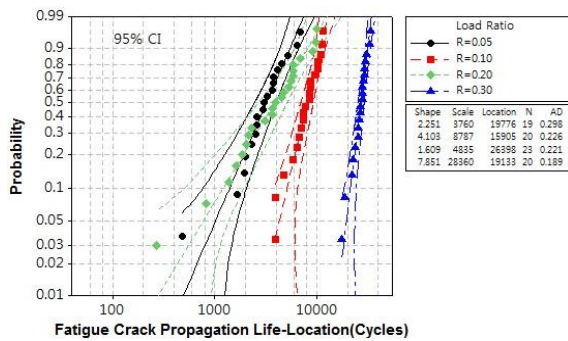 95% CI
Probability
0.99
0.9
0.8
0.7
0.6
0.5
0.4
0.3
0.2
0.1
0.05
0.03
0.02
0.01
100
1000
10000
Fatigue Crack Propagation Life-Location(Cycles)
Load Ratio
R=0.05
R=0.10
R=0.20
R=0.30
Shape Scale Location N AD
2.251 3760 19776 19 0.298
4.103 8787 15905 20 0.226
1.609 4835 26398 23 0.221
7.851 28360 19133 20 0.189